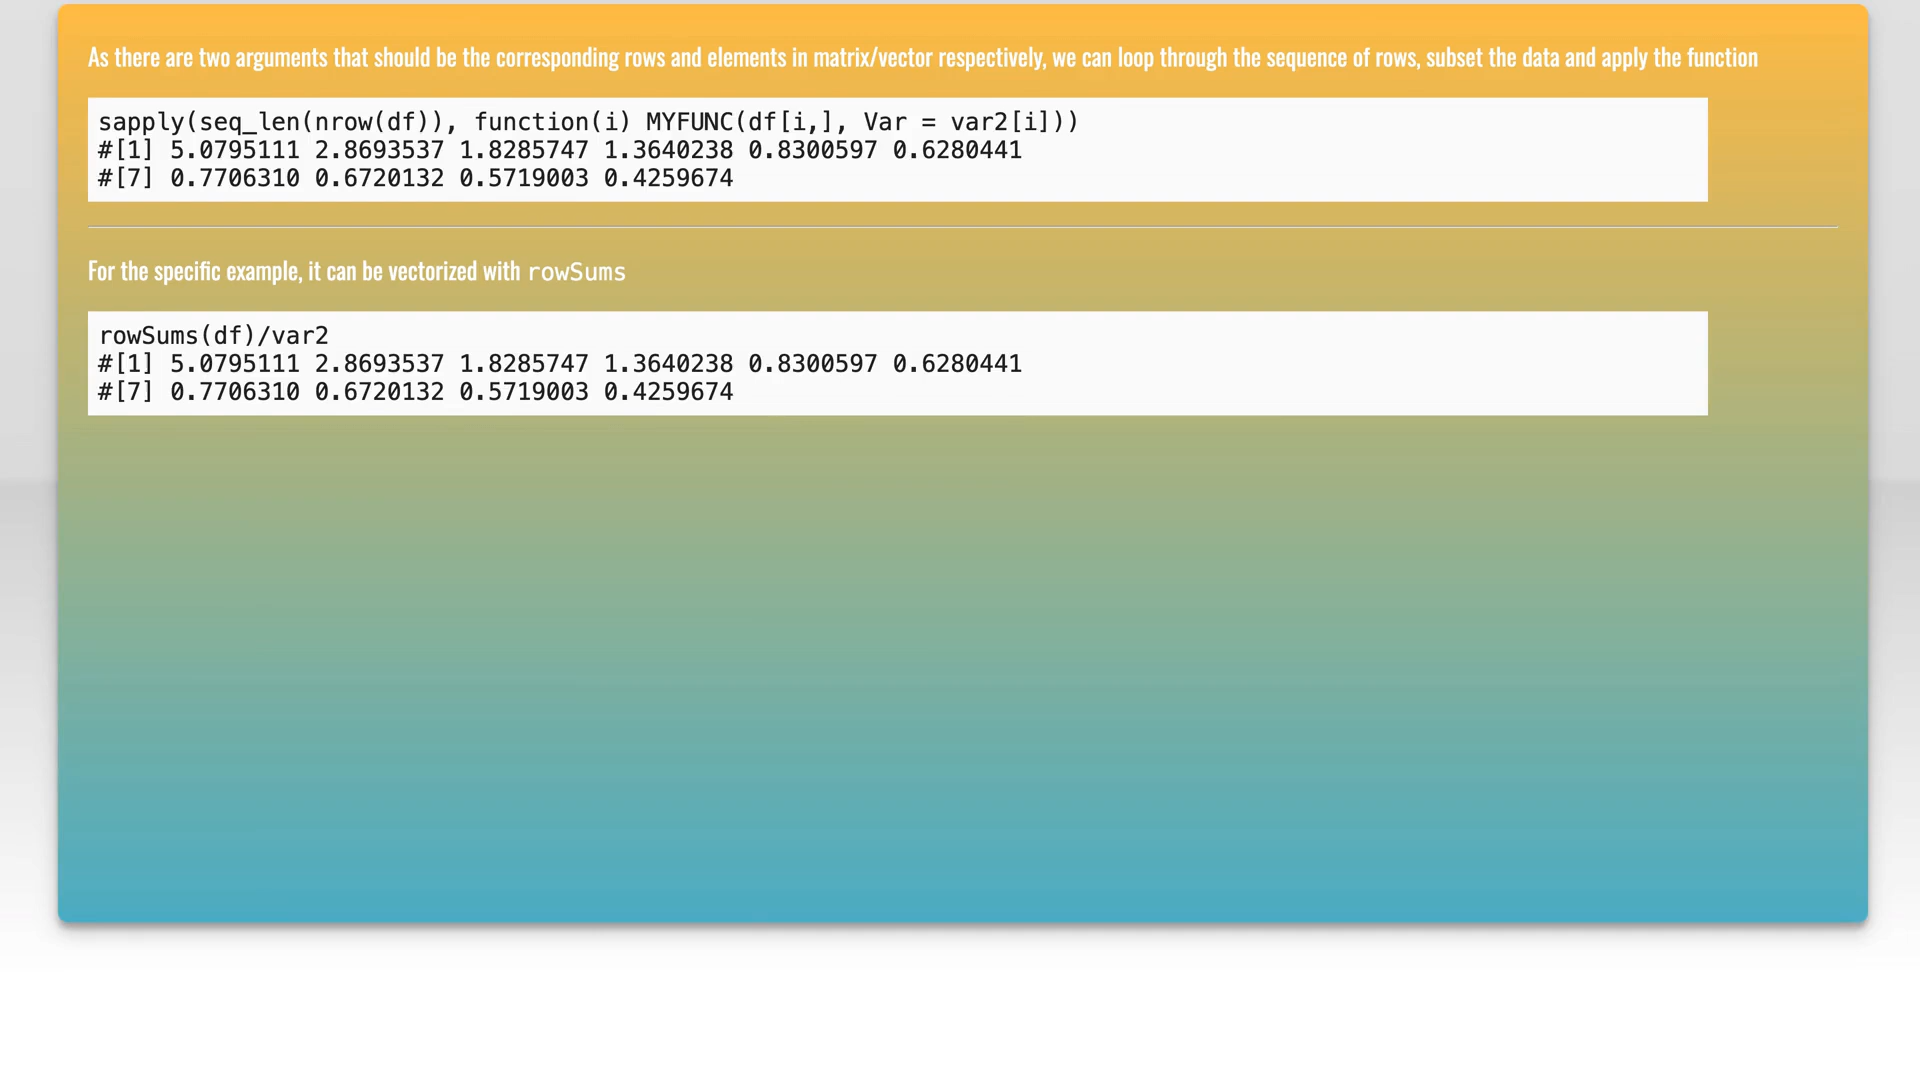 As there are two arguments that should be the corresponding rows and elements in matrix/vector respectively, we can loop through the sequence of rows, subset the data and apply the function
sapply(seq_len(nrow(df)), function(i) MYFUNC(df[i,], Var = var2[i]))
#[1] 5.0795111 2.8693537 1.8285747 1.3640238 0.8300597 0.6280441
#[7] 0.7706310 0.6720132 0.5719003 0.4259674
For the specific example, it can be vectorized with rowSums
rowSums(df)/var2
#[1] 5.0795111 2.8693537 1.8285747 1.3640238 0.8300597 0.6280441
#[7] 0.7706310 0.6720132 0.5719003 0.4259674